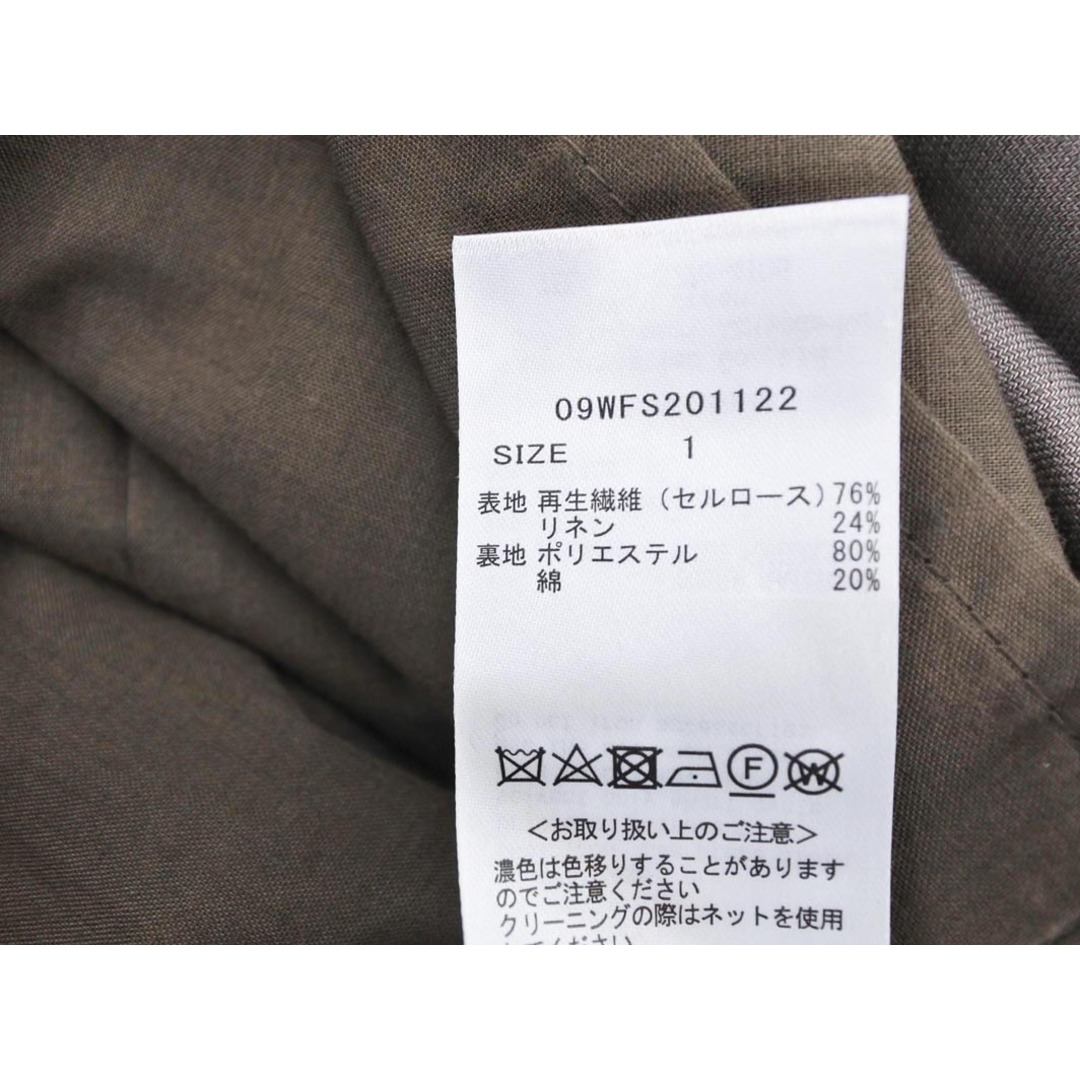 09WFS201122
SIZE 1
表地 再生繊維（セルロース）76%
リネン 24%
裏地 ポリエステル 80%
綿 20%
F W
＜お取り扱い上のご注意＞
濃色は色移りすることがあります
のでご注意ください
クリーニングの際はネットを使用